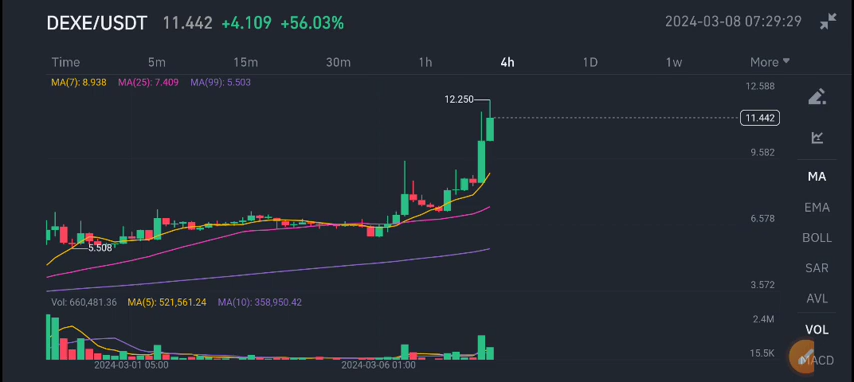 DEXE/USDT 11.442 +4.109 +56.03% 2024-03-08 07:29:29
Time 5m 15m 30m 1h 4h 1D 1w More
MA(7): 8.938 MA(25): 7.409 MA(99): 5.503
12.588
12.250
11.442
9.582
MA
EMA
6.578
BOLL
5.508
SAR
3.572
AVL
Vol: 660,481.36 MA(5): 521,561.24 MA(10): 358,950.42
2.4M
VOL
15.5K
MACD
2024-03-01 05:00 2024-03-06 01:00